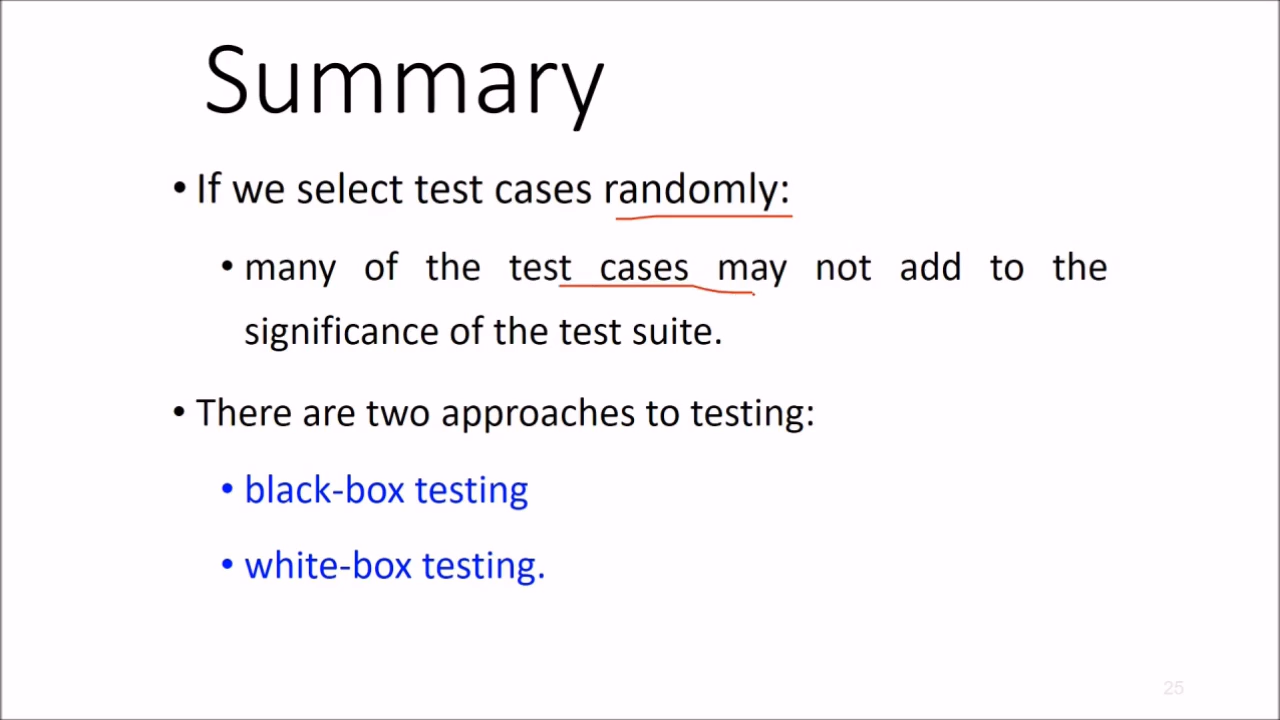 Summary
• If we select test cases randomly:
• many of the test cases may not add to the
significance of the test suite.
• There are two approaches to testing:
• black-box testing
• white-box testing.
25